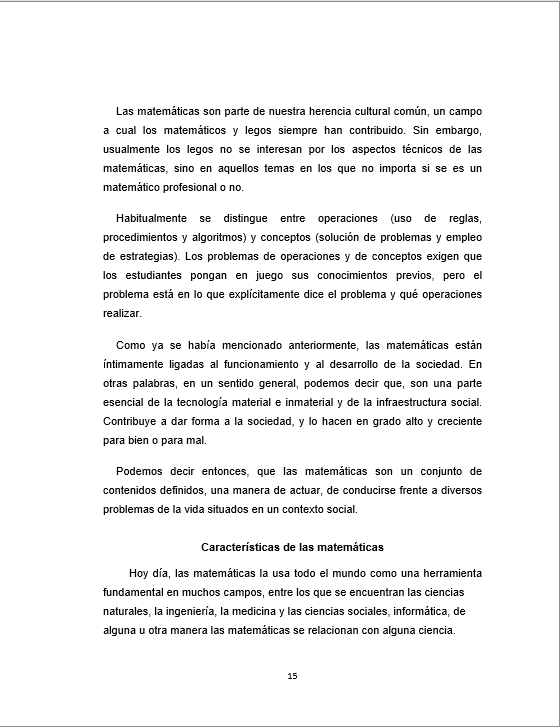 Las matemáticas son parte de nuestra herencia cultural común, un campo
a cual los matemáticos y legos siempre han contribuido. Sin embargo,
usualmente los legos no se interesan por los aspectos técnicos de las
matemáticas, sino en aquellos temas en los que no importa si se es un
matemático profesional o no.
Habitualmente se distingue entre operaciones (uso de reglas,
procedimientos y algoritmos) y conceptos (solución de problemas y empleo
de estrategias). Los problemas de operaciones y de conceptos exigen que
los estudiantes pongan en juego sus conocimientos previos, pero el
problema está en lo que explícitamente dice el problema y qué operaciones
realizar.
Como ya se había mencionado anteriormente, las matemáticas están
íntimamente ligadas al funcionamiento y al desarrollo de la sociedad. En
otras palabras, en un sentido general, podemos decir que, son una parte
esencial de la tecnología material e inmaterial y de la infraestructura social.
Contribuye a dar forma a la sociedad, y lo hacen en grado alto y creciente
para bien o para mal.
Podemos decir entonces, que las matemáticas son un conjunto de
contenidos definidos, una manera de actuar, de conducirse frente a diversos
problemas de la vida situados en un contexto social.
Características de las matemáticas
Hoy día, las matemáticas la usa todo el mundo como una herramienta
fundamental en muchos campos, entre los que se encuentran las ciencias
naturales, la ingeniería, la medicina y las ciencias sociales, informática, de
alguna u otra manera las matemáticas se relacionan con alguna ciencia.
15